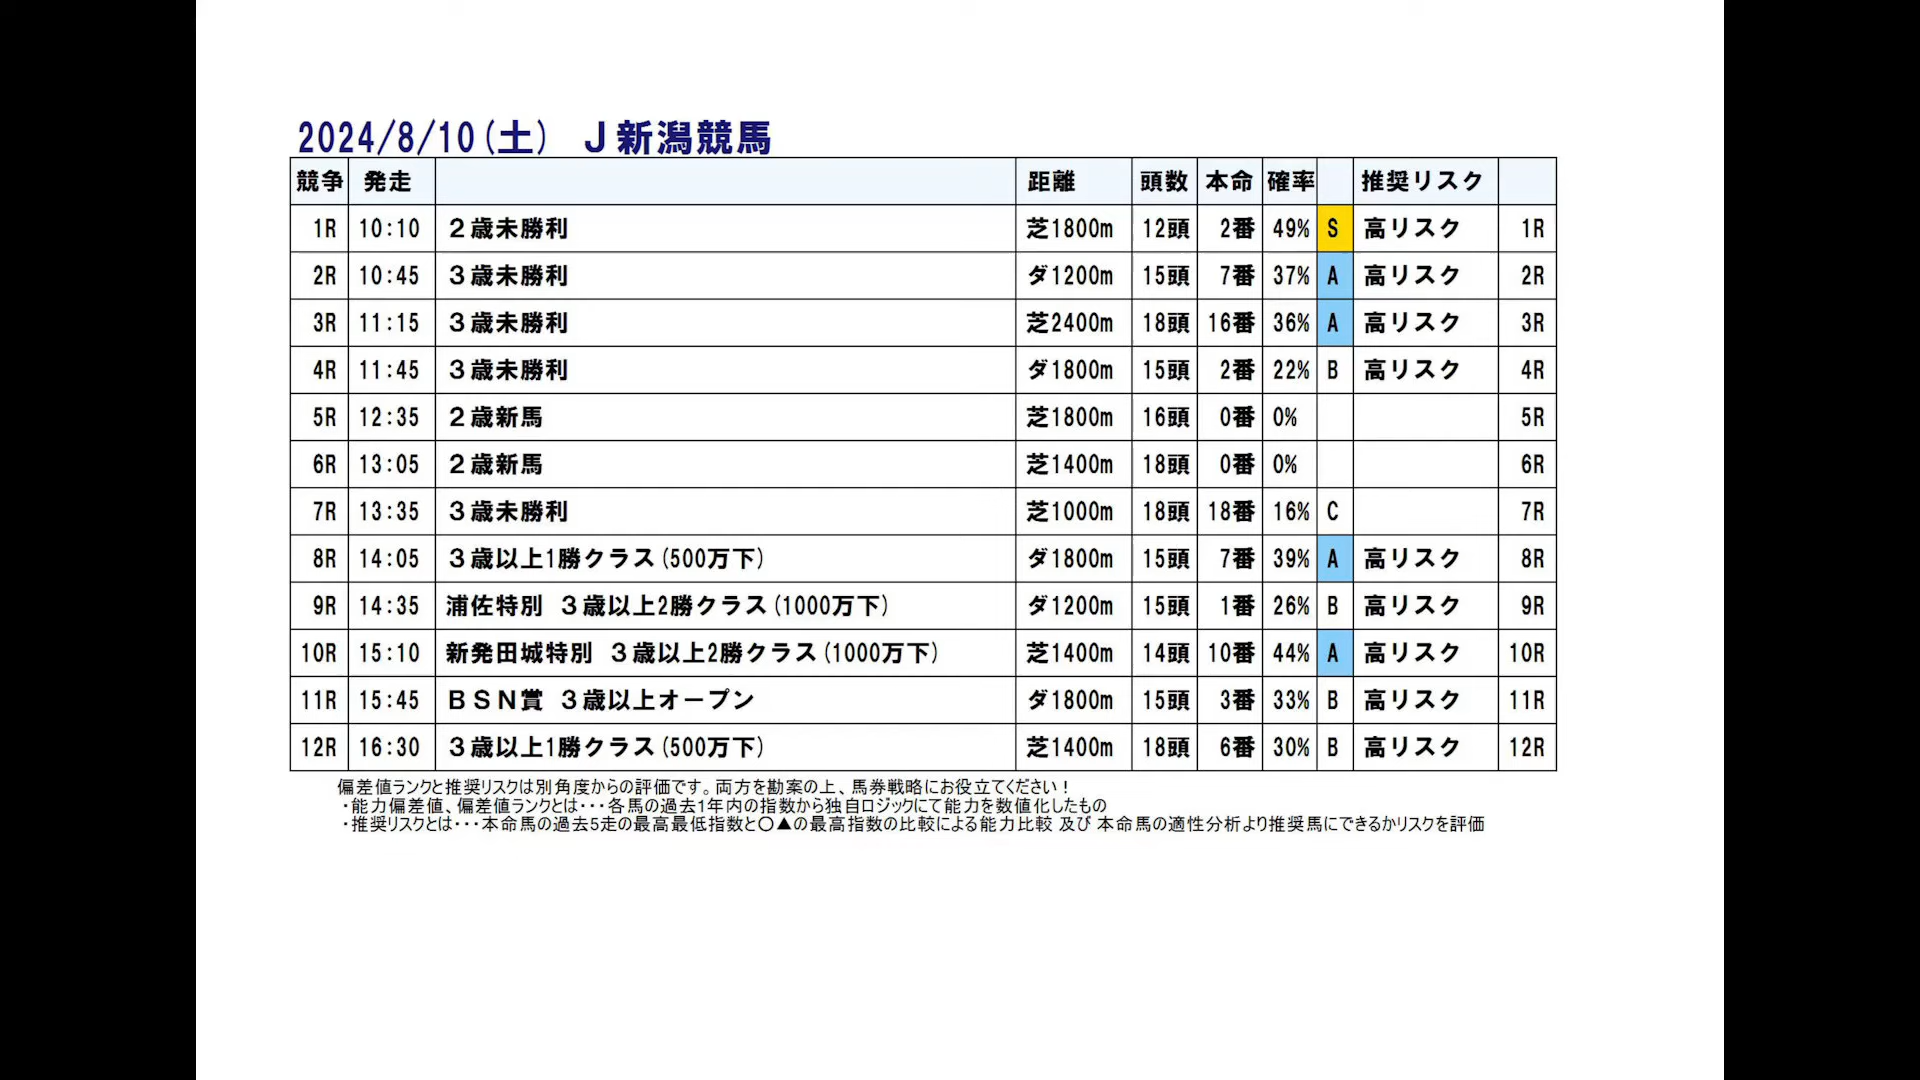 2024/8/10(土) J新潟競馬
競争 発走 距離 頭数 本命 確率 推奨リスク
1R 10:10 2歳未勝利 芝1800m 12頭 2番 49% S 高リスク 1R
2R 10:45 3歳未勝利 ダ1200m 15頭 7番 37% A 高リスク 2R
3R 11:15 3歳未勝利 芝2400m 18頭 16番 36% A 高リスク 3R
4R 11:45 3歳未勝利 ダ1800m 15頭 2番 22% B 高リスク 4R
5R 12:35 2歳新馬 芝1800m 16頭 0番 0% 5R
6R 13:05 2歳新馬 芝1400m 18頭 0番 0% 6R
7R 13:35 3歳未勝利 芝1000m 18頭 18番 16% C 7R
8R 14:05 3歳以上1勝クラス(500万下) ダ1800m 15頭 7番 39% A 高リスク 8R
9R 14:35 浦佐特別 3歳以上2勝クラス(1000万下) ダ1200m 15頭 1番 26% B 高リスク 9R
10R 15:10 新発田城特別 3歳以上2勝クラス(1000万下) 芝1400m 14頭 10番 44% A 高リスク 10R
11R 15:45 BSN賞 3歳以上オープン ダ1800m 15頭 3番 33% B 高リスク 11R
12R 16:30 3歳以上1勝クラス(500万下) 芝1400m 18頭 6番 30% B 高リスク 12R
偏差値ランクと推奨リスクは別角度からの評価です。両方を勘案の上、馬券戦略にお役立てください！
・能力偏差値、偏差値ランクとは・・・各馬の過去1年内の指数から独自ロジックにて能力を数値化したもの
・推奨リスクとは・・・本命馬の過去5走の最高最低指数と〇▲の最高指数の比較による能力比較 及び 本命馬の適性分析より推奨馬にできるかリスクを評価